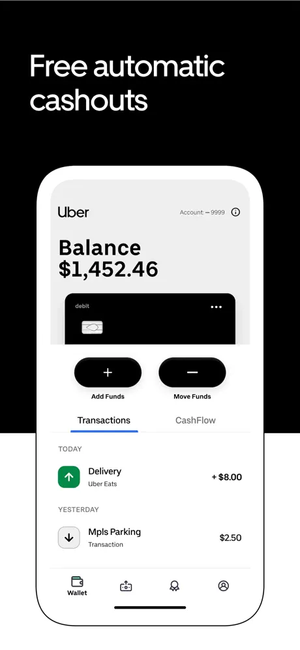 Free automatic
cashouts
Uber
Account ·· 9999
Balance
$1,452.46
debit
Add Funds
Move Funds
Transactions
CashFlow
TODAY
Delivery
Uber Eats
+ $8.00
YESTERDAY
Mpls Parking
Transaction
$2.50
Wallet